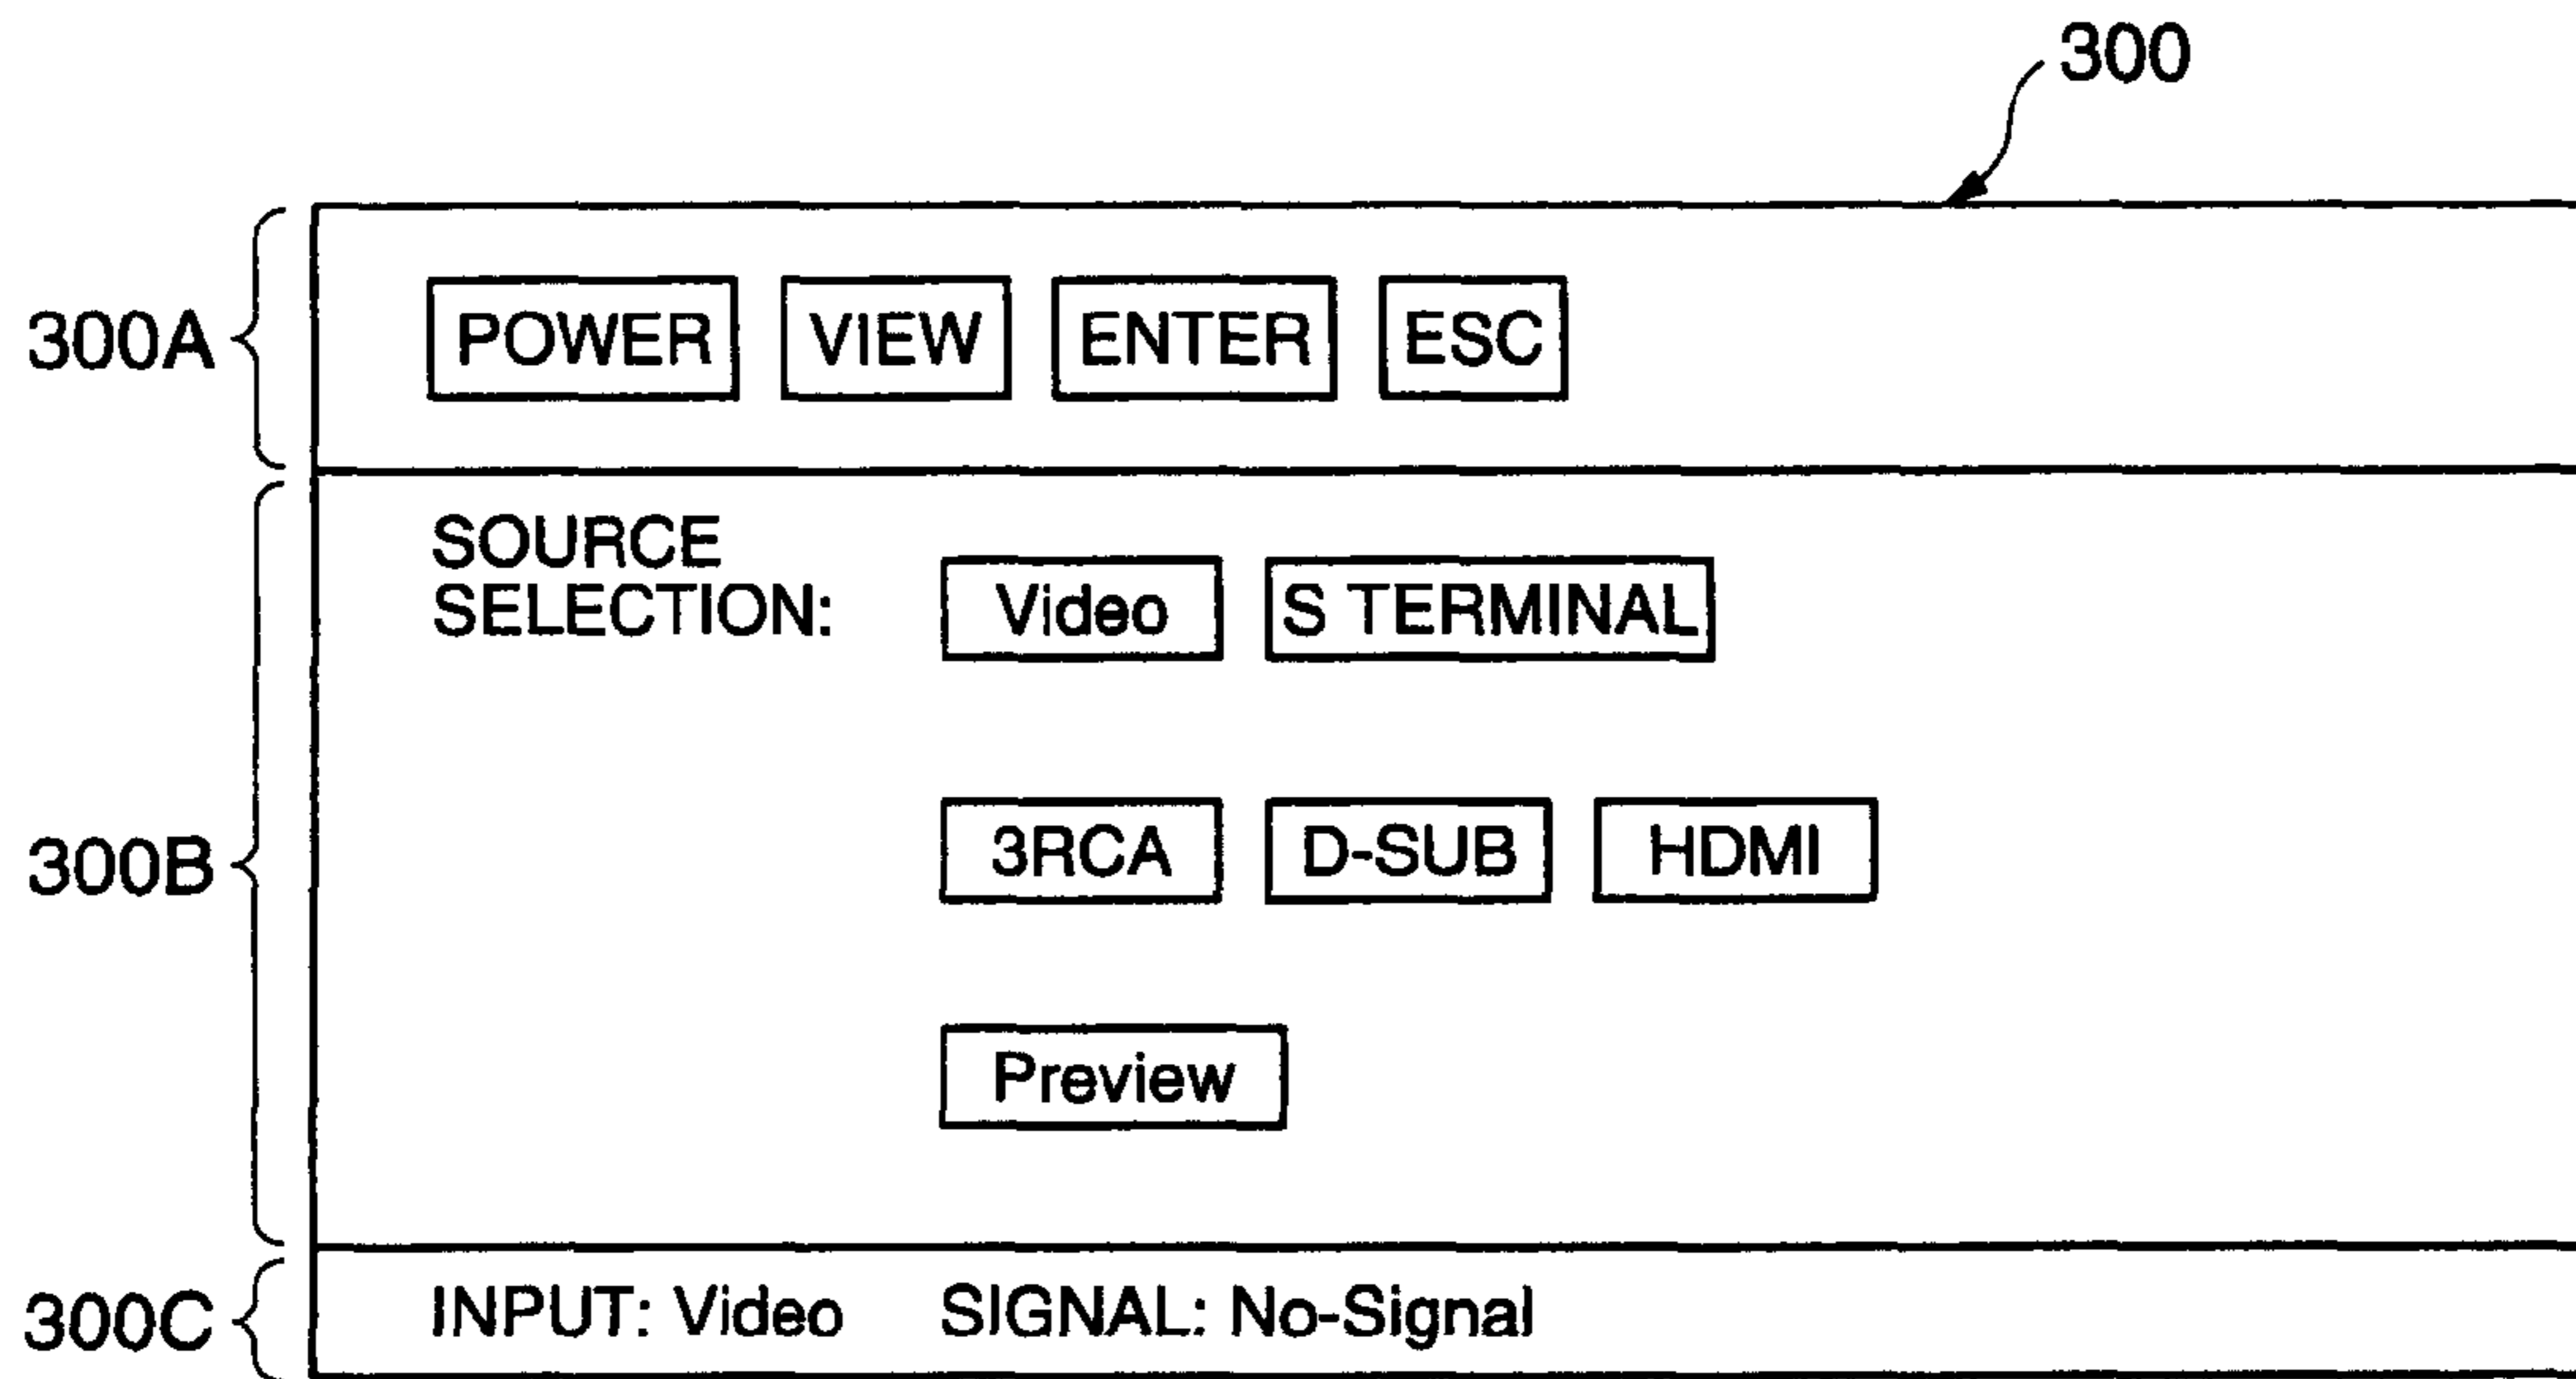 300
300A
POWER VIEW ENTER ESC
300B
SOURCE
SELECTION:
Video S TERMINAL
3RCA D-SUB HDMI
Preview
300C
INPUT: Video SIGNAL: No-Signal